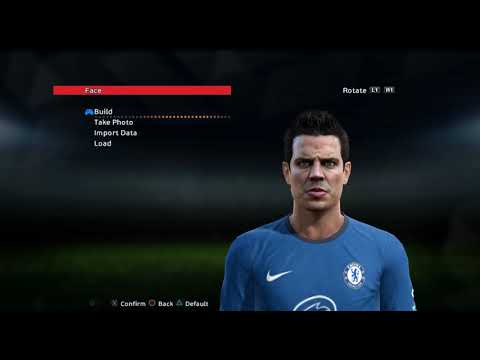 Face
Rotate L1 R1
Build
Take Photo
Import Data
Load
Confirm Back Default